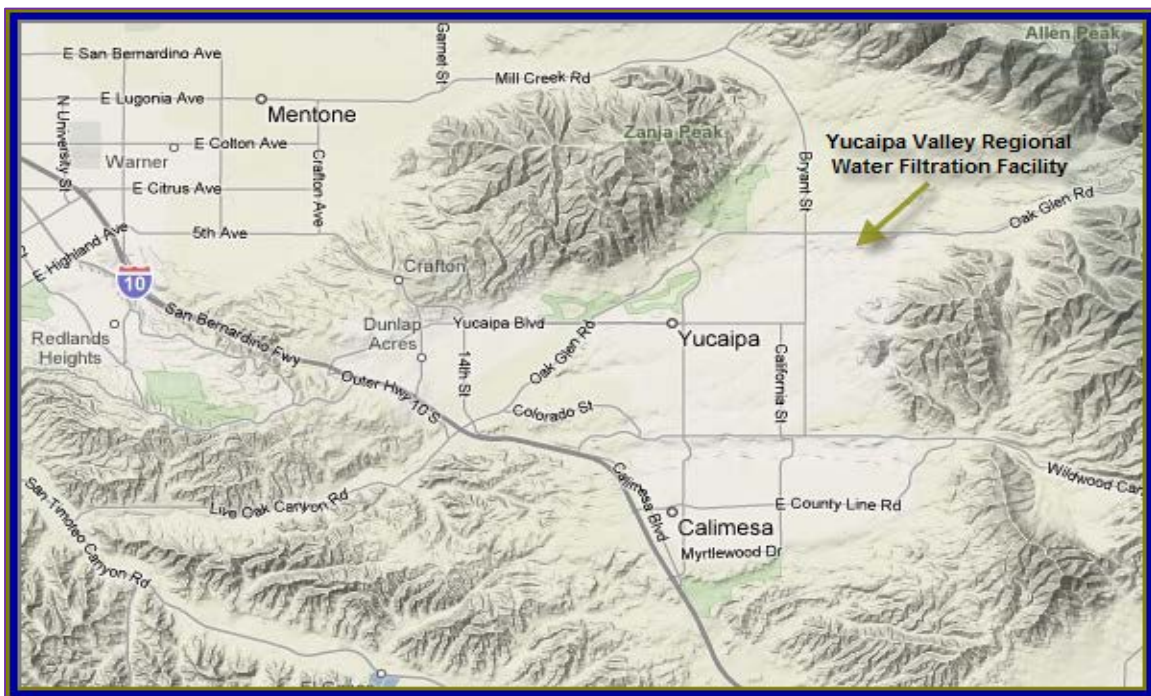 Allen Peak
E San Bernardino Ave
Garnet St
Mill Creek Rd
E Lugonia Ave
N University St
Mentone
Zanja Peak
Yucaipa Valley Regional
Water Filtration Facility
E Colton Ave
Warner
Crafton Ave
Bryant St
E Citrus Ave
Oak Glen Rd
5th Ave
E Highland Ave
Crafton
10
San Bernardino Fwy
Redlands
Heights
Dunlap
Acres
Yucaipa Blvd
Yucaipa
Oak Glen Rd
14th St
California St
Outer Hwy 10 S
Colorado St
Calimesa Blvd
Wildwood Can
San Timoteo Canyon Rd
Live Oak Canyon Rd
E County Line Rd
Calimesa
Myrtlewood Dr